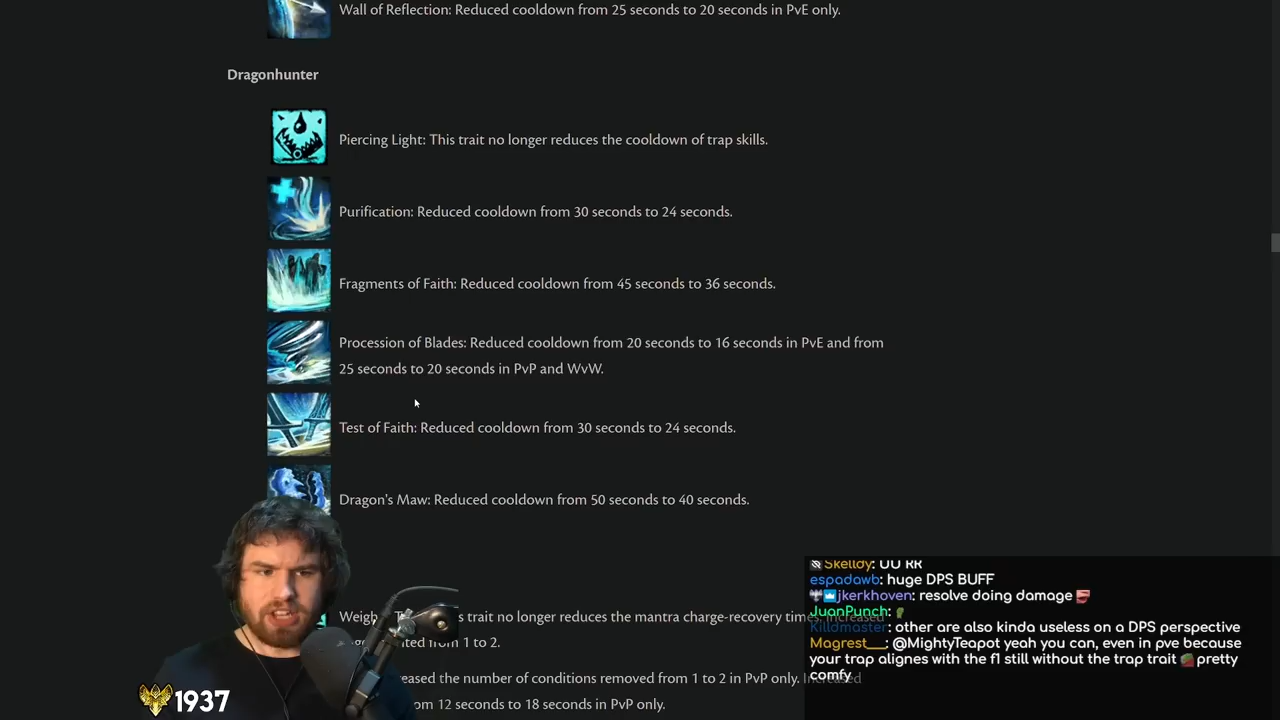 Wall of Reflection: Reduced cooldown from 25 seconds to 20 seconds in PvE only.
Dragonhunter
Piercing Light: This trait no longer reduces the cooldown of trap skills.
Purification: Reduced cooldown from 30 seconds to 24 seconds.
Fragments of Faith: Reduced cooldown from 45 seconds to 36 seconds.
Procession of Blades: Reduced cooldown from 20 seconds to 16 seconds in PvE and from
25 seconds to 20 seconds in PvP and WvW.
Test of Faith: Reduced cooldown from 30 seconds to 24 seconds.
Dragon's Maw: Reduced cooldown from 50 seconds to 40 seconds.
Weigh trait no longer reduces the mantra charge-recovery time. Increased
from 1 to 2.
the number of conditions removed from 1 to 2 in PvP only. Increased
from 12 seconds to 18 seconds in PvP only.
Skelldy: UU RR
espadawb: huge DPS BUFF
jkerkhoven: resolve doing damage
JuanPunch:
Killdmaster: other are also kinda useless on a DPS perspective
Magrest__: @MightyTeapot yeah you can, even in pve because
your trap aligns with the f1 still without the trap trait pretty
comfy
1937